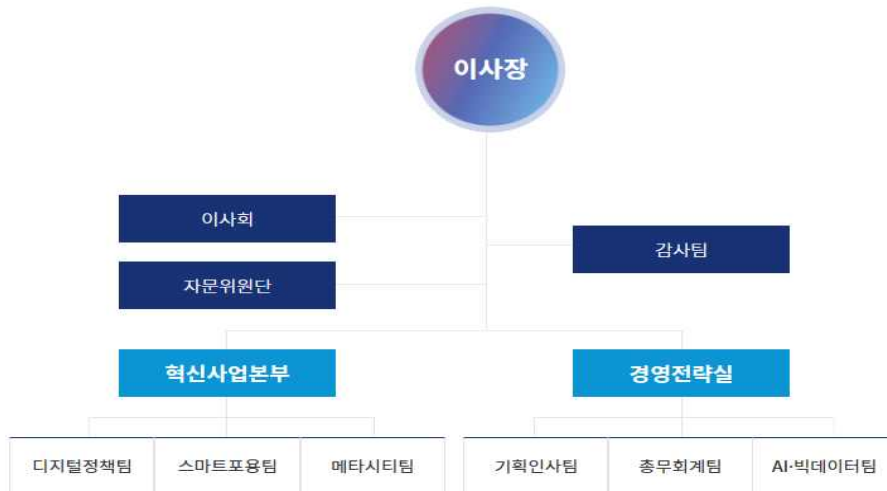 이사장
이사회
감사팀
자문위원단
혁신사업본부
경영전략실
디지털정책팀
스마트포용팀
메타시티팀
기획인사팀
총무회계팀
AI·빅데이터팀